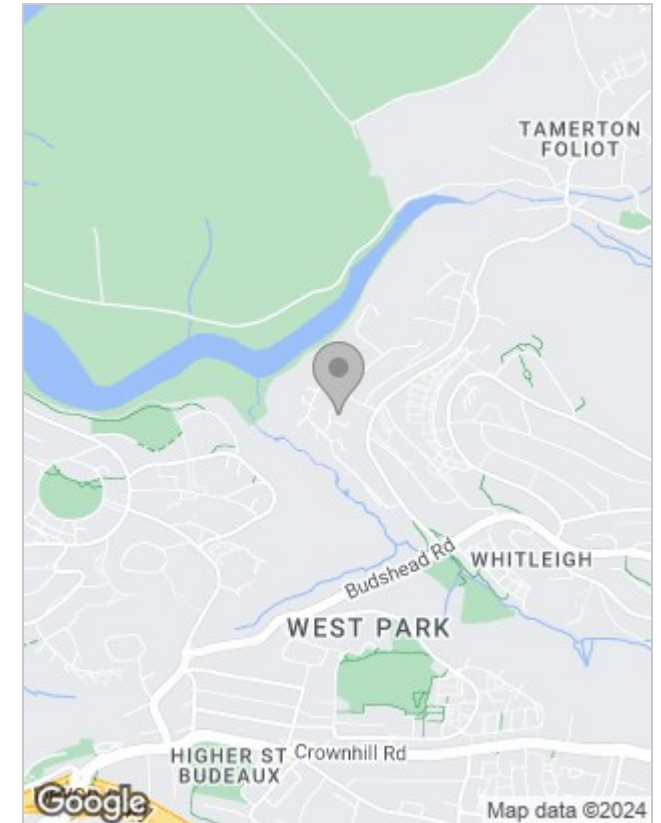 TAMERTON
FOLIOT
Budshead Rd
WHITLEIGH
WEST PARK
HIGHER ST
BUDEAUX
Crownhill Rd
Google
Map data ©2024